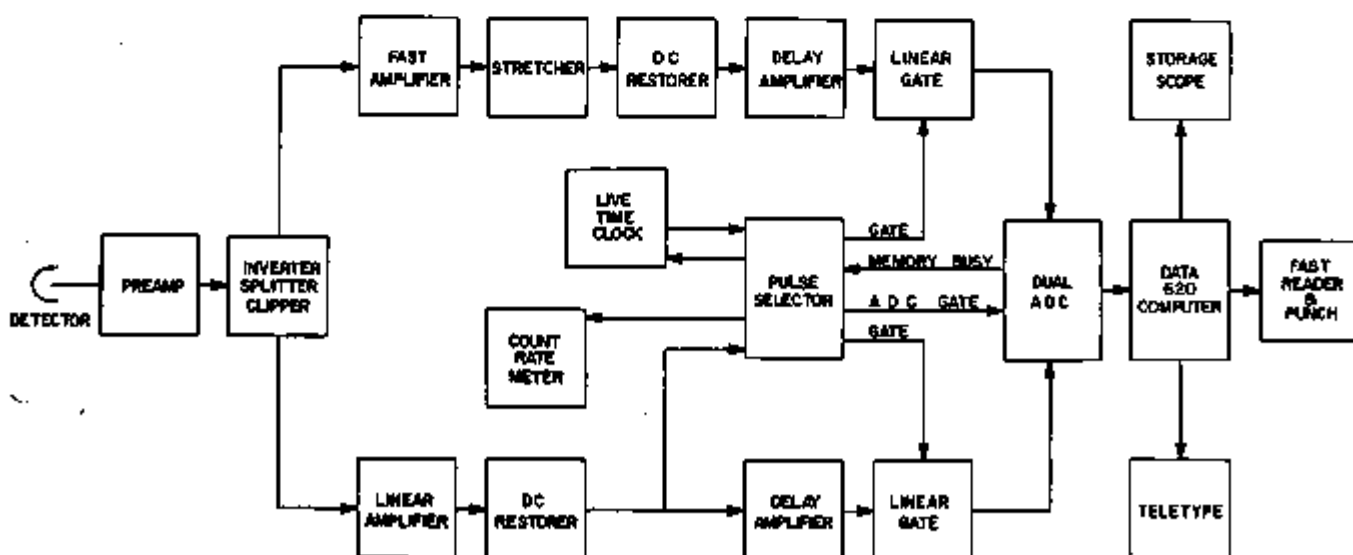 FAST
AMPLIFIER
STRETCHER
D C
RESTORER
DELAY
AMPLIFIER
LINEAR
GATE
STORAGE
SCOPE
LIVE
TIME
CLOCK
GATE
MEMORY BUSY
A D C GATE
GATE
PULSE
SELECTOR
DUAL
A D C
DATA
620
COMPUTER
FAST
READER
&
PUNCH
DETECTOR
PREAMP
INVERTER
SPLITTER
CLIPPER
COUNT
RATE
METER
LINEAR
AMPLIFIER
DC
RESTORER
DELAY
AMPLIFIER
LINEAR
GATE
TELETYPE